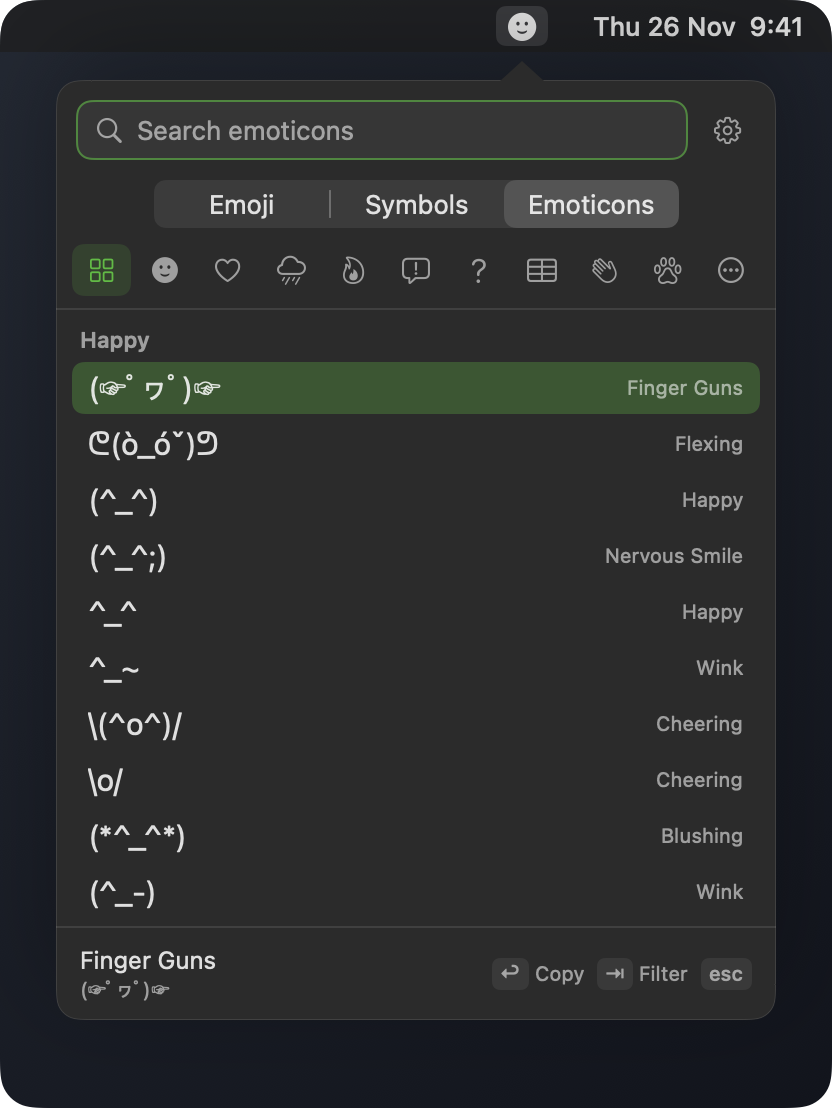 Thu 26 Nov 9:41
Search emoticons
Emoji Symbols Emoticons
Happy
(☞ﾟヮﾟ)☞ Finger Guns
ᕦ(ò_óˇ)ᕤ Flexing
(^_^) Happy
(^_^;) Nervous Smile
^_^ Happy
^_~ Wink
\(^o^)/ Cheering
\o/ Cheering
(*^_^*) Blushing
(^_-) Wink
Finger Guns
(☞ﾟヮﾟ)☞
Copy Filter esc